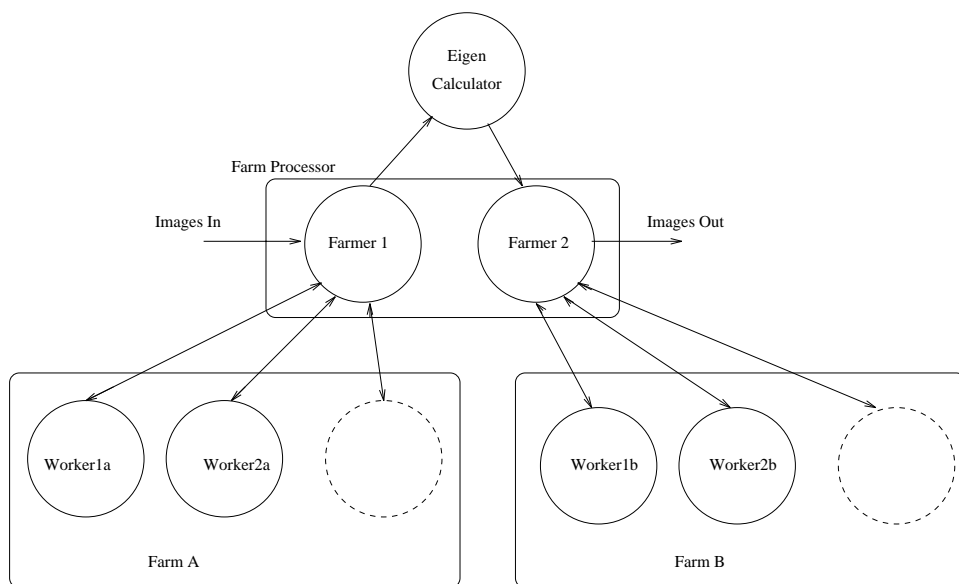 Eigen
Calculator
Farm Processor
Images In
Farmer 1
Farmer 2
Images Out
Worker1a
Worker2a
Worker1b
Worker2b
Farm A
Farm B